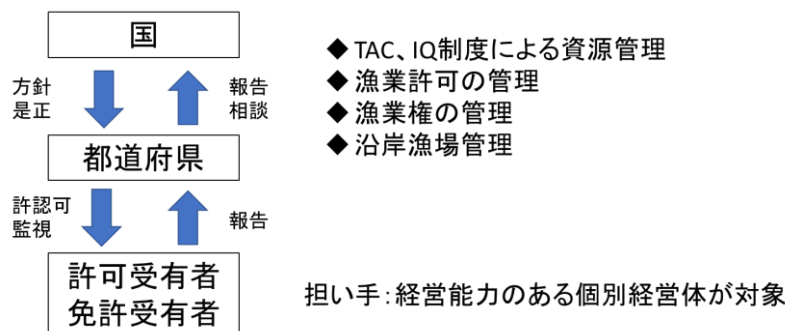 国
方針
是正
報告
相談
都道府県
許認可
監視
報告
許可受有者
免許受有者
◆ TAC、IQ制度による資源管理
◆ 漁業許可の管理
◆ 漁業権の管理
◆ 沿岸漁場管理
担い手：経営能力のある個別経営体が対象